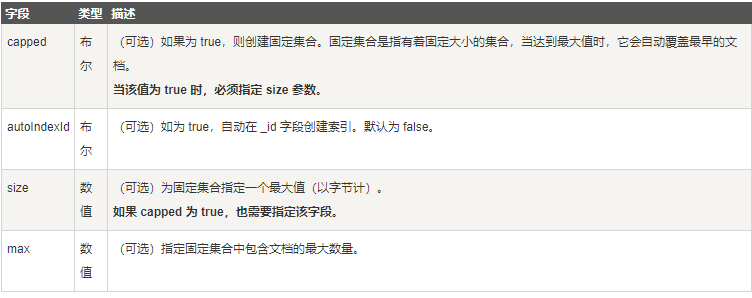 字段 类型 描述
capped 布尔 （可选）如果为 true，则创建固定集合。固定集合是指有着固定大小的集合，当达到最大值时，它会自动覆盖最早的文档。
当该值为 true 时，必须指定 size 参数。
autoIndexId 布尔 （可选）如为 true，自动在 _id 字段创建索引。默认为 false。
size 数值 （可选）为固定集合指定一个最大值（以字节计）。
如果 capped 为 true，也需要指定该字段。
max 数值 （可选）指定固定集合中包含文档的最大数量。